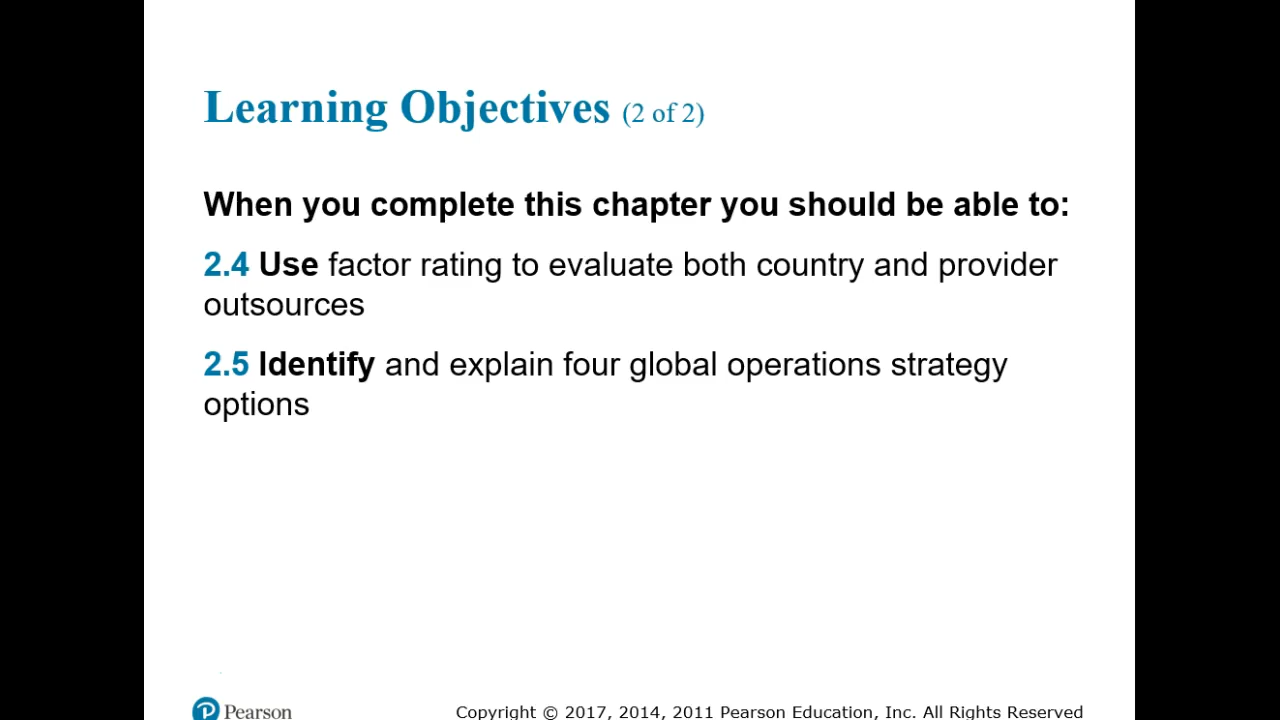 Learning Objectives (2 of 2)
When you complete this chapter you should be able to:
2.4 Use factor rating to evaluate both country and provider
outsources
2.5 Identify and explain four global operations strategy
options
Pearson
Copyright © 2017, 2014, 2011 Pearson Education, Inc. All Rights Reserved